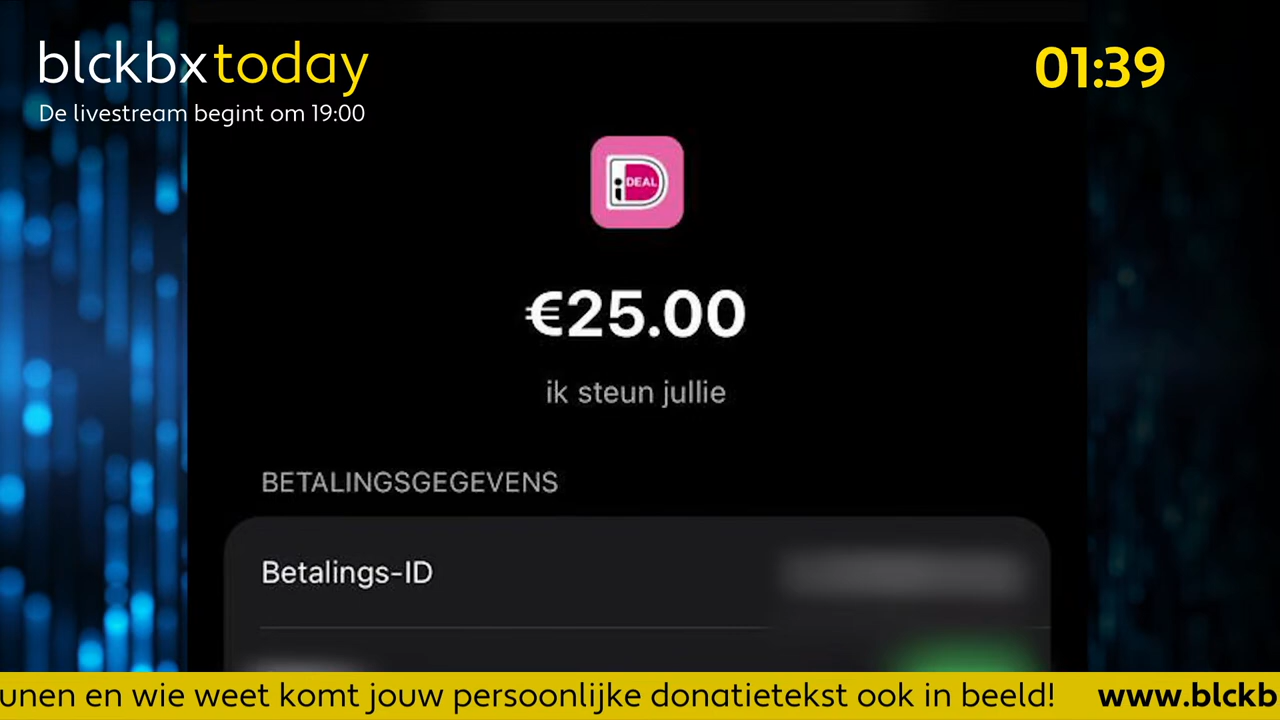 blckbxtoday
De livestream begint om 19:00
01:39
iDEAL
€25.00
ik steun jullie
BETALINGSGEGEVENS
Betalings-ID
unen en wie weet komt jouw persoonlijke donatietekst ook in beeld! www.blckb